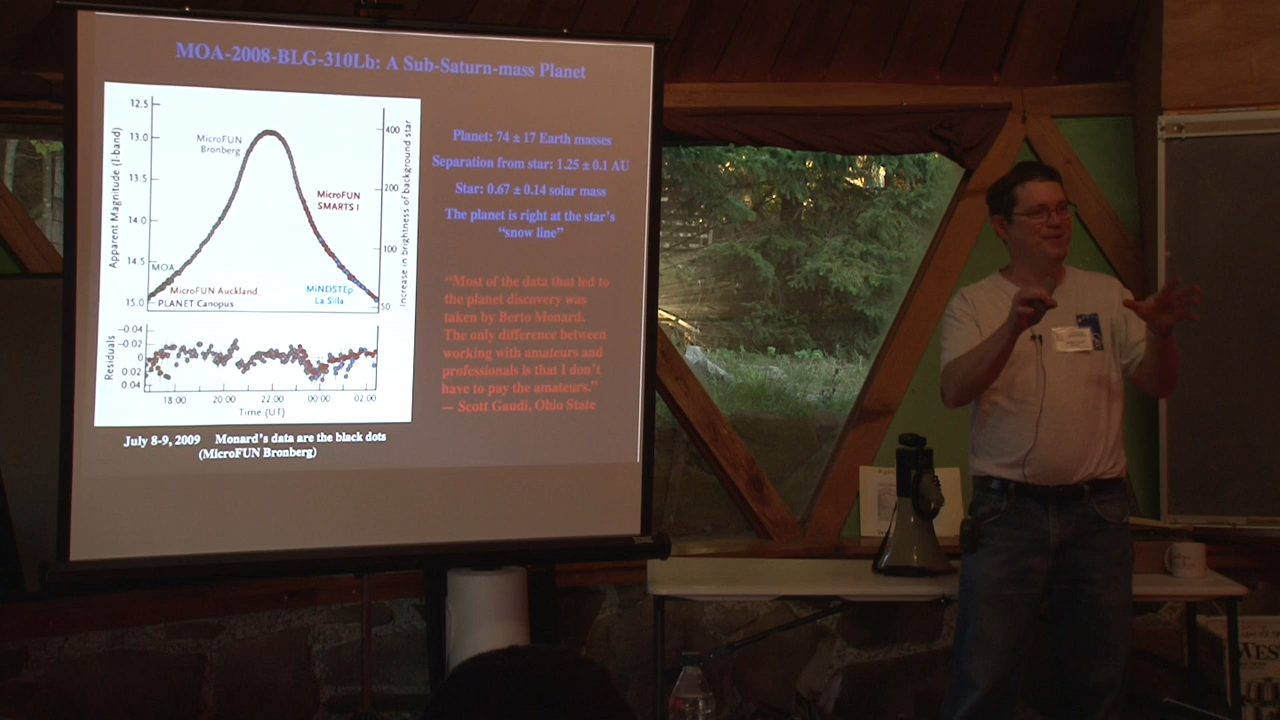 MOA-2008-BLG-310Lb: A Sub-Saturn-mass Planet
12.5
13.0
13.5
14.0
14.5
15.0
Apparent Magnitude (I-band)
MicroFUN
Bronberg
MicroFUN
SMARTS I
MOA
MicroFUN Auckland
PLANET Canopus
MiNDSTEp
La Silla
400
200
100
50
Increase in brightness of background star
−0.04
−0.02
0
0.02
0.04
Residuals
18:00 20:00 22:00 00:00 02:00
Time (UT)
July 8-9, 2009 Monard's data are the black dots
(MicroFUN Bronberg)
Planet: 74 ± 17 Earth masses
Separation from star: 1.25 ± 0.1 AU
Star: 0.67 ± 0.14 solar mass
The planet is right at the star's
"snow line"
"Most of the data that led to
the planet discovery was
taken by Berto Monard.
The only difference between
working with amateurs and
professionals is that I don't
have to pay the amateurs."
— Scott Gaudi, Ohio State
WES